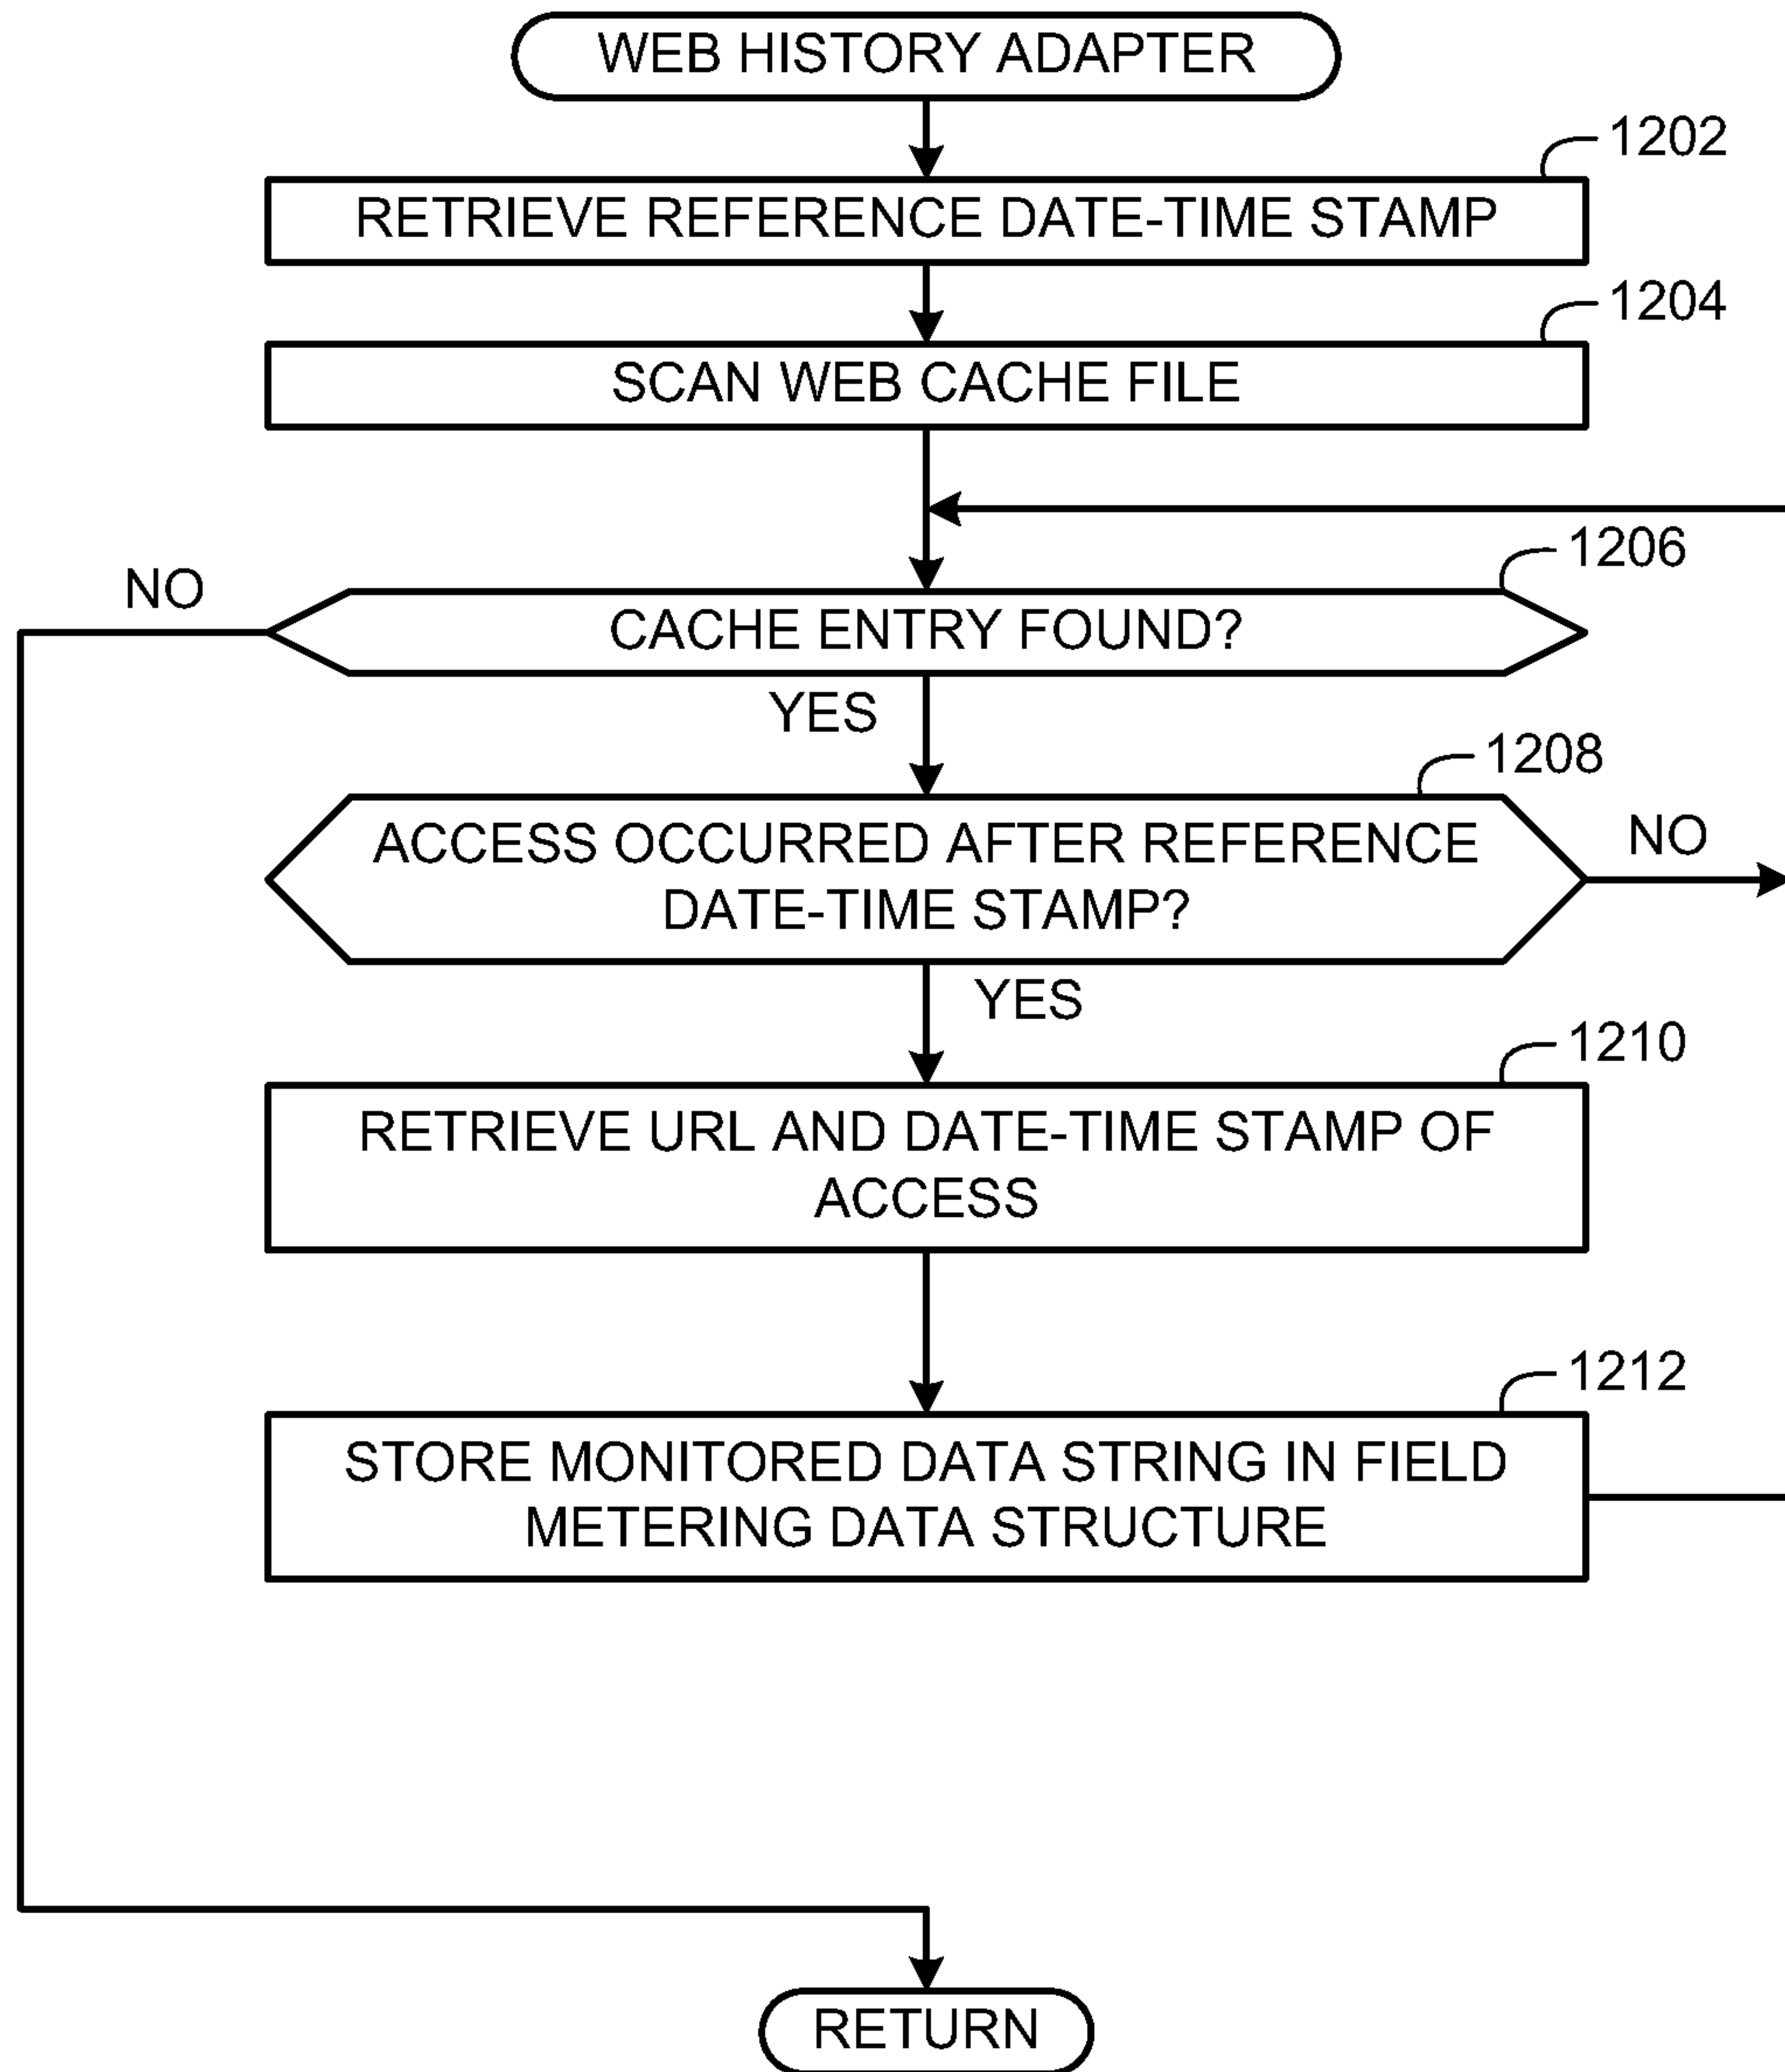 WEB HISTORY ADAPTER
1202
RETRIEVE REFERENCE DATE-TIME STAMP
1204
SCAN WEB CACHE FILE
1206
NO
CACHE ENTRY FOUND?
YES
1208
ACCESS OCCURRED AFTER REFERENCE
DATE-TIME STAMP?
NO
YES
1210
RETRIEVE URL AND DATE-TIME STAMP OF
ACCESS
1212
STORE MONITORED DATA STRING IN FIELD
METERING DATA STRUCTURE
RETURN